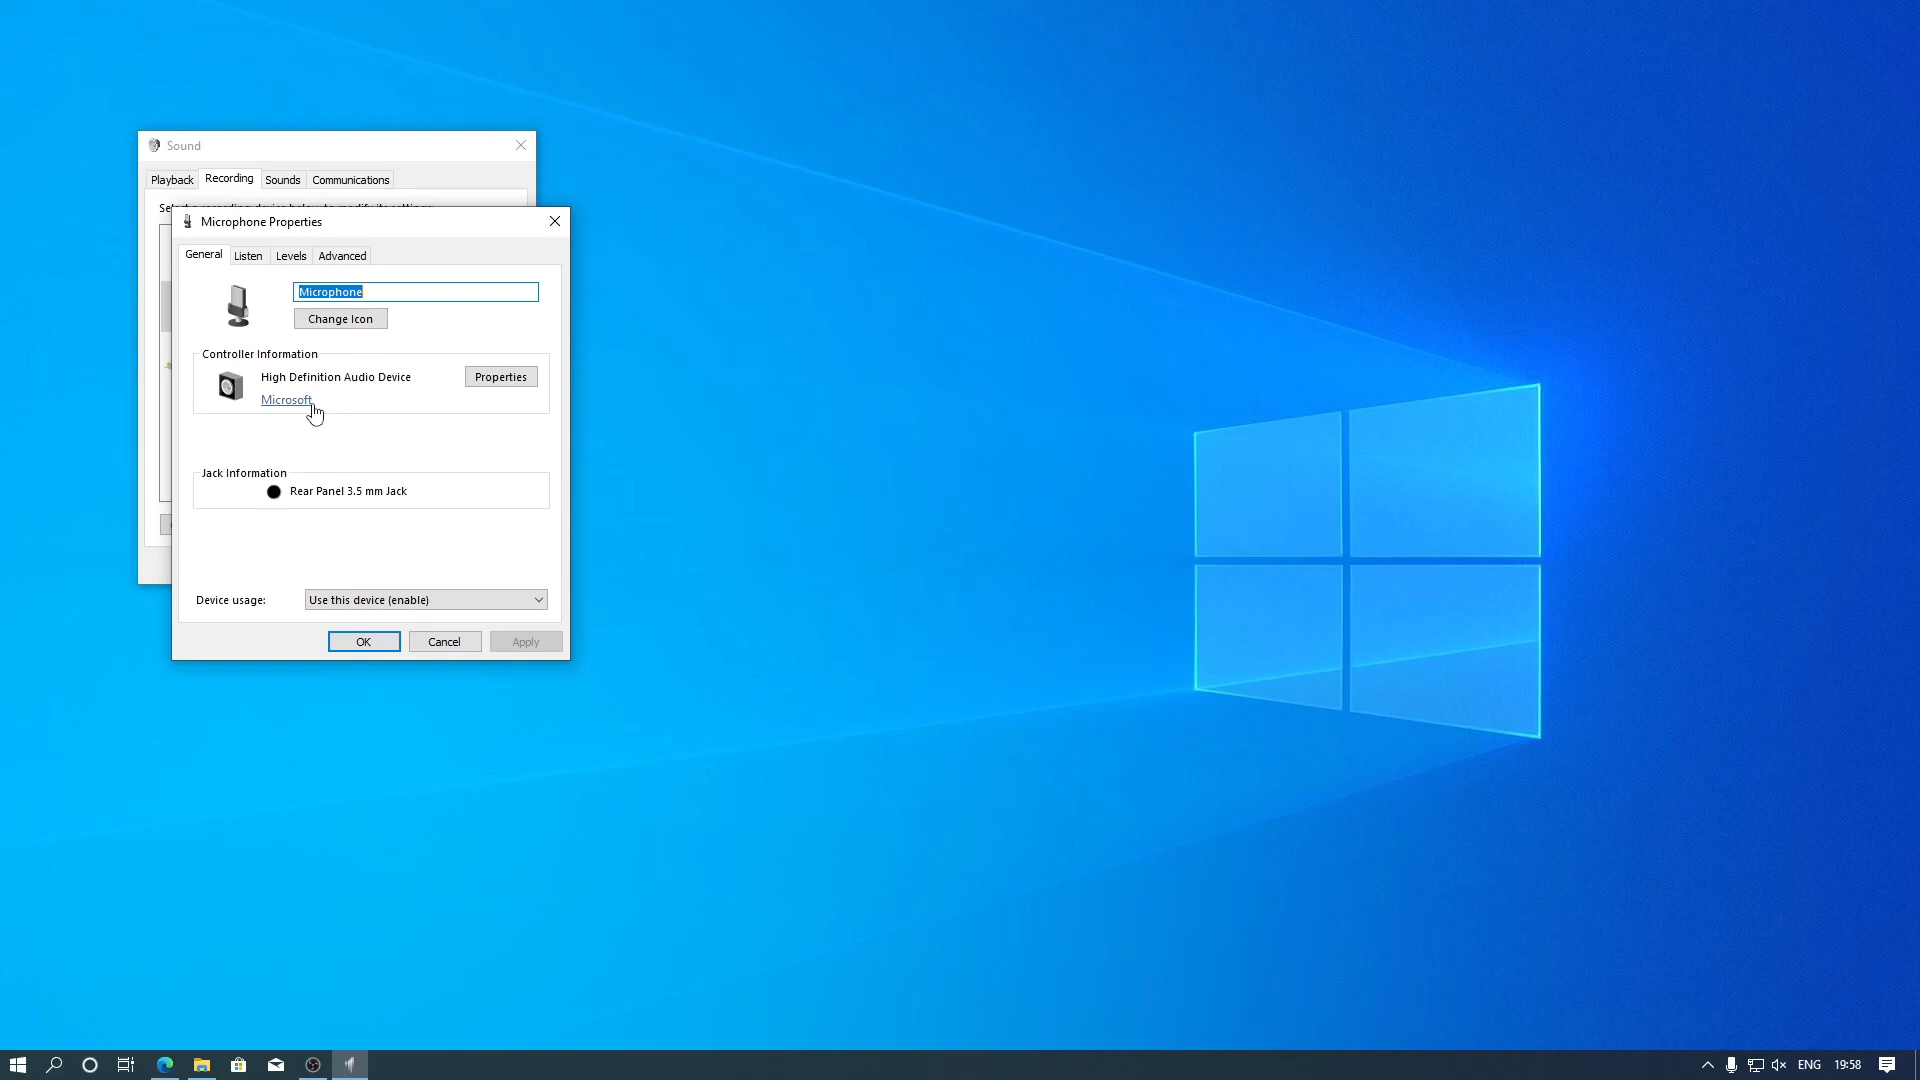 Sound
Playback Recording Sounds Communications
Microphone Properties
General Listen Levels Advanced
Microphone
Change Icon
Controller Information
High Definition Audio Device
Properties
Microsoft
Jack Information
Rear Panel 3.5 mm Jack
Device usage:
Use this device (enable)
OK Cancel Apply
ENG 19:58